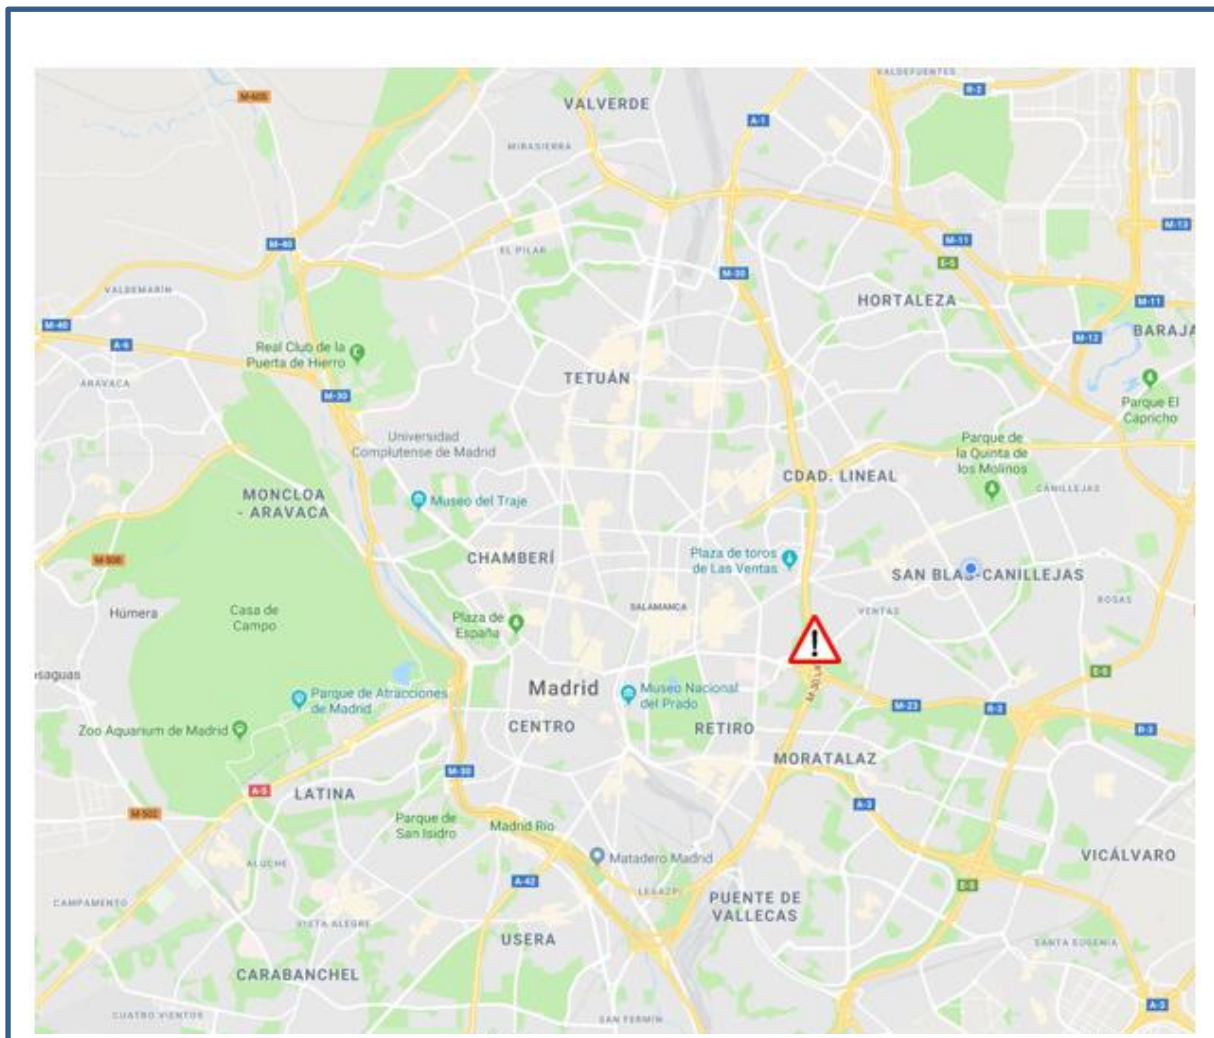 VALDEFUENTES
M-605
R-2
VALVERDE
A-1
MIRASIERRA
M-13
M-40
M-11
EL PILAR
E-5
M-30
VALDEMARÍN
HORTALEZA
M-11
M-40
BARAJA
A-6
M-12
Real Club de la
Puerta de Hierro
TETUÁN
ARAVACA
M-30
Parque El
Capricho
Universidad
Complutense de Madrid
Parque de
la Quinta de
los Molinos
CDAD. LINEAL
CANILLEJAS
MONCLOA
- ARAVACA
Museo del Traje
CHAMBERÍ
Plaza de toros
de Las Ventas
SAN BLAS-CANILLEJAS
Húmera
Casa de
Campo
SALAMANCA
VENTAS
ROSAS
Plaza de
España
!
E-5
osaguas
Parque de Atracciones
de Madrid
Madrid
Museo Nacional
del Prado
M-23
R-3
R-3
Zoo Aquarium de Madrid
CENTRO
RETIRO
MORATALAZ
M-30
A-5
LATINA
A-3
M-502
Parque de
San Isidro
Madrid Río
VICÁLVARO
ALUCHE
Matadero Madrid
A-42
LEGAZPI
PUENTE DE
VALLECAS
CAMPAMENTO
VISTA ALEGRE
USERA
SANTA EUGENIA
CARABANCHEL
A-3
CUATRO VIENTOS
SAN FERMÍN